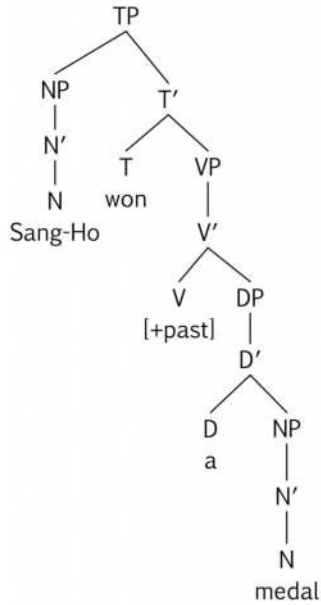 TP
NP T′
N′ T VP
won
N V′
Sang-Ho
V DP
[+past]
D′
D NP
a
N′
N
medal